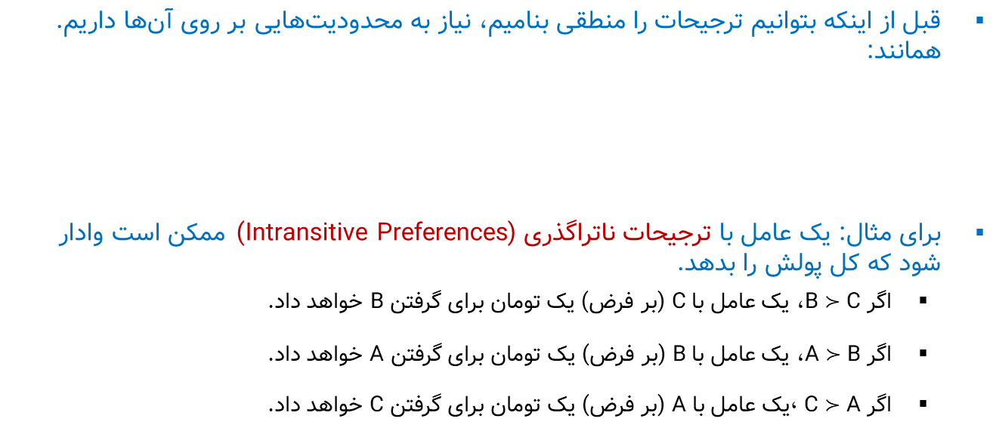 ▪ قبل از اینکه بتوانیم ترجیحات را منطقی بنامیم، نیاز به محدودیت‌هایی بر روی آن‌ها داریم.
همانند:
▪ برای مثال: یک عامل با ترجیحات ناتراگذری (Intransitive Preferences) ممکن است وادار
شود که کل پولش را بدهد.
▪ اگر B ≻ C، یک عامل با C (بر فرض) یک تومان برای گرفتن B خواهد داد.
▪ اگر A ≻ B، یک عامل با B (بر فرض) یک تومان برای گرفتن A خواهد داد.
▪ اگر C ≻ A ،یک عامل با A (بر فرض) یک تومان برای گرفتن C خواهد داد.